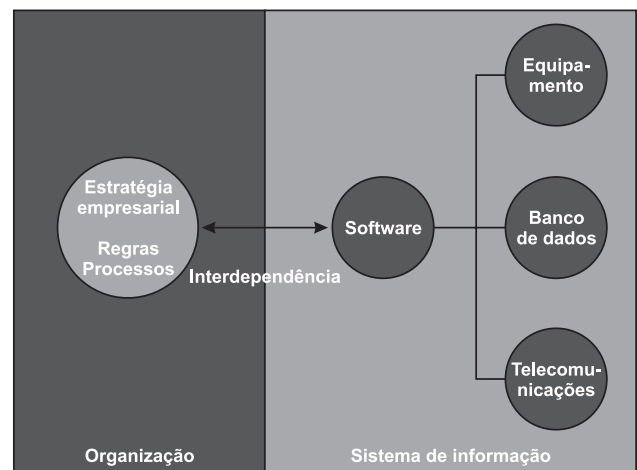 Equipa-
mento
Estratégia
empresarial
Regras
Processos
Interdependência
Software
Banco
de dados
Telecomu-
nicações
Organização
Sistema de informação